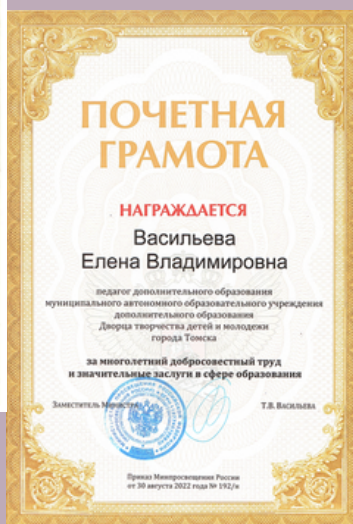 ПОЧЕТНАЯ
ГРАМОТА
НАГРАЖДАЕТСЯ
Васильева
Елена Владимировна
педагог дополнительного образования
муниципального автономного образовательного учреждения
дополнительного образования
Дворца творчества детей и молодежи
города Томска
за многолетний добросовестный труд
и значительные заслуги в сфере образования
Заместитель Министра
Т.В. Васильева
Приказ Минпросвещения России
от 30 августа 2022 года № 192/н